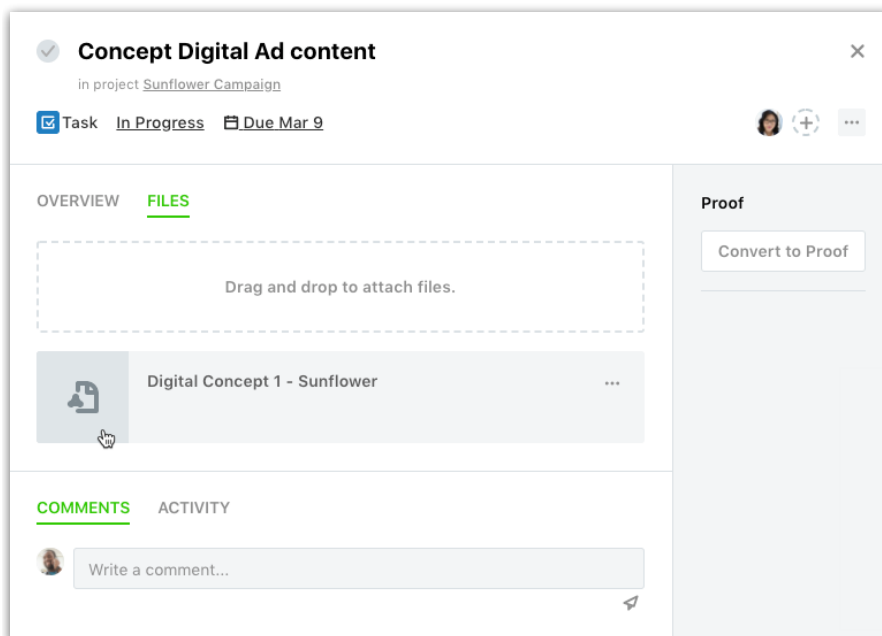 Concept Digital Ad content
in project Sunflower Campaign
Task In Progress Due Mar 9
OVERVIEW FILES
Proof
Convert to Proof
Drag and drop to attach files.
Digital Concept 1 - Sunflower
COMMENTS ACTIVITY
Write a comment...